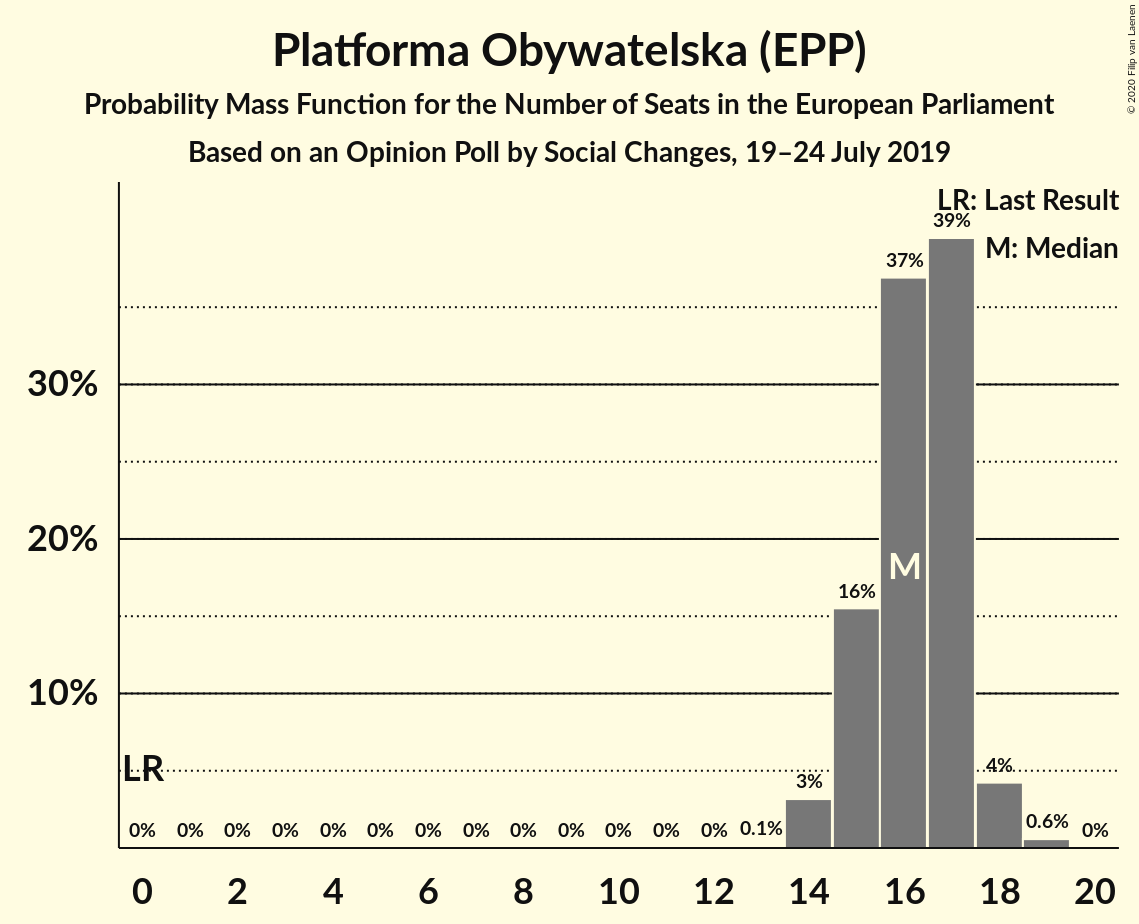 Platforma Obywatelska (EPP)
Probability Mass Function for the Number of Seats in the European Parliament
Based on an Opinion Poll by Social Changes, 19–24 July 2019
© 2020 Filip van Laenen
LR: Last Result
M: Median
30%
20%
10%
LR
M
0% 0% 0% 0% 0% 0% 0% 0% 0% 0% 0% 0% 0% 0.1% 3% 16% 37% 39% 4% 0.6% 0%
0 2 4 6 8 10 12 14 16 18 20